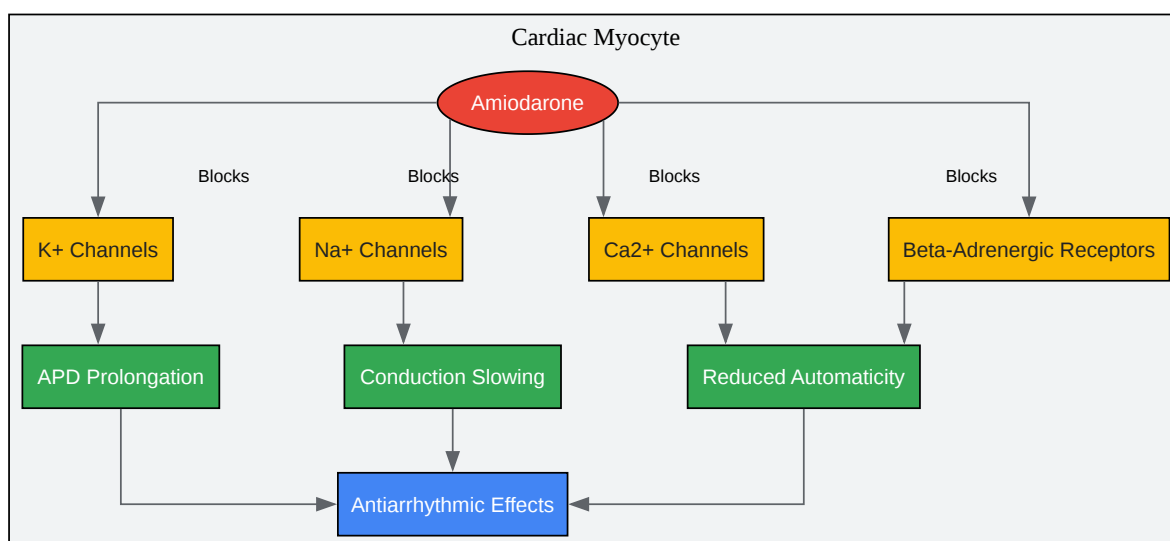 Cardiac Myocyte
Amiodarone
Blocks
Blocks
Blocks
Blocks
K+ Channels
Na+ Channels
Ca2+ Channels
Beta-Adrenergic Receptors
APD Prolongation
Conduction Slowing
Reduced Automaticity
Antiarrhythmic Effects